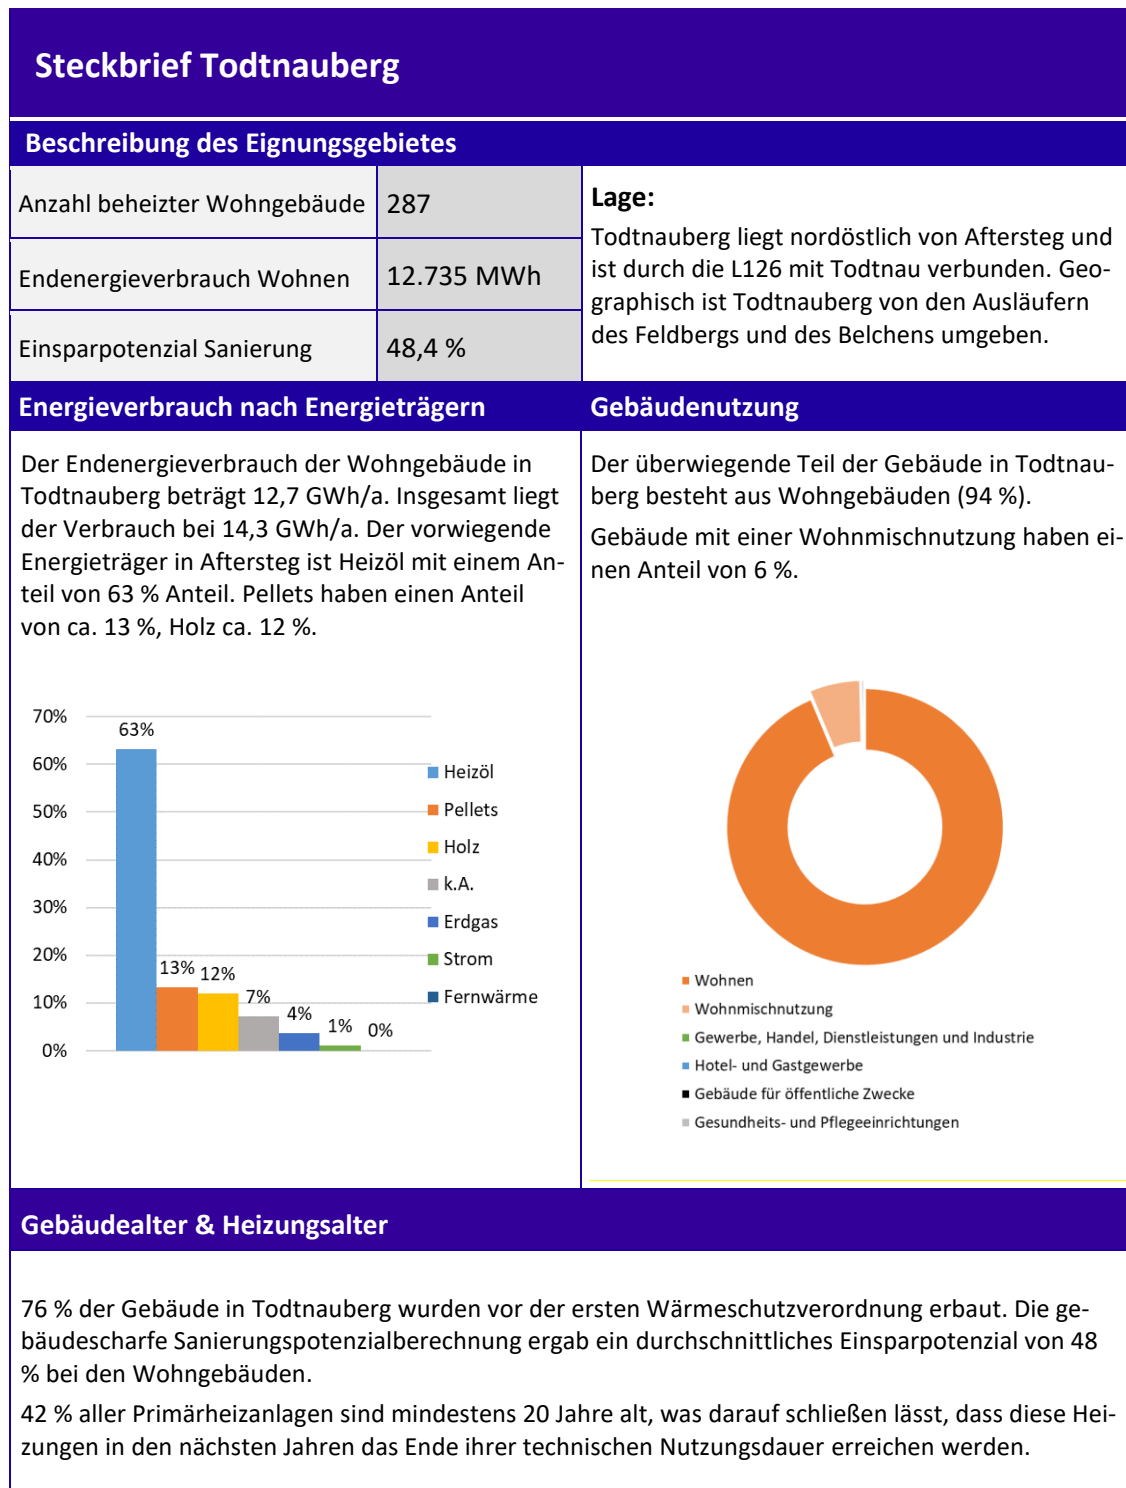 Steckbrief Todtnauberg
Beschreibung des Eignungsgebietes
Anzahl beheizter Wohngebäude 287
Endenergieverbrauch Wohnen 12.735 MWh
Einsparpotenzial Sanierung 48,4 %
Lage:
Todtnauberg liegt nordöstlich von Aftersteg und
ist durch die L126 mit Todtnau verbunden. Geo-
graphisch ist Todtnauberg von den Ausläufern
des Feldbergs und des Belchens umgeben.
Energieverbrauch nach Energieträgern
Der Endenergieverbrauch der Wohngebäude in
Todtnauberg beträgt 12,7 GWh/a. Insgesamt liegt
der Verbrauch bei 14,3 GWh/a. Der vorwiegende
Energieträger in Aftersteg ist Heizöl mit einem An-
teil von 63 % Anteil. Pellets haben einen Anteil
von ca. 13 %, Holz ca. 12 %.
70%
60%
50%
40%
30%
20%
10%
0%
63%
13%
12%
7%
4%
1%
0%
Heizöl
Pellets
Holz
k.A.
Erdgas
Strom
Fernwärme
Gebäudenutzung
Der überwiegende Teil der Gebäude in Todtnau-
berg besteht aus Wohngebäuden (94 %).
Gebäude mit einer Wohnmischnutzung haben ei-
nen Anteil von 6 %.
Wohnen
Wohnmischnutzung
Gewerbe, Handel, Dienstleistungen und Industrie
Hotel- und Gastgewerbe
Gebäude für öffentliche Zwecke
Gesundheits- und Pflegeeinrichtungen
Gebäudealter & Heizungsalter
76 % der Gebäude in Todtnauberg wurden vor der ersten Wärmeschutzverordnung erbaut. Die ge-
bäudescharfe Sanierungspotenzialberechnung ergab ein durchschnittliches Einsparpotenzial von 48
% bei den Wohngebäuden.
42 % aller Primärheizanlagen sind mindestens 20 Jahre alt, was darauf schließen lässt, dass diese Hei-
zungen in den nächsten Jahren das Ende ihrer technischen Nutzungsdauer erreichen werden.